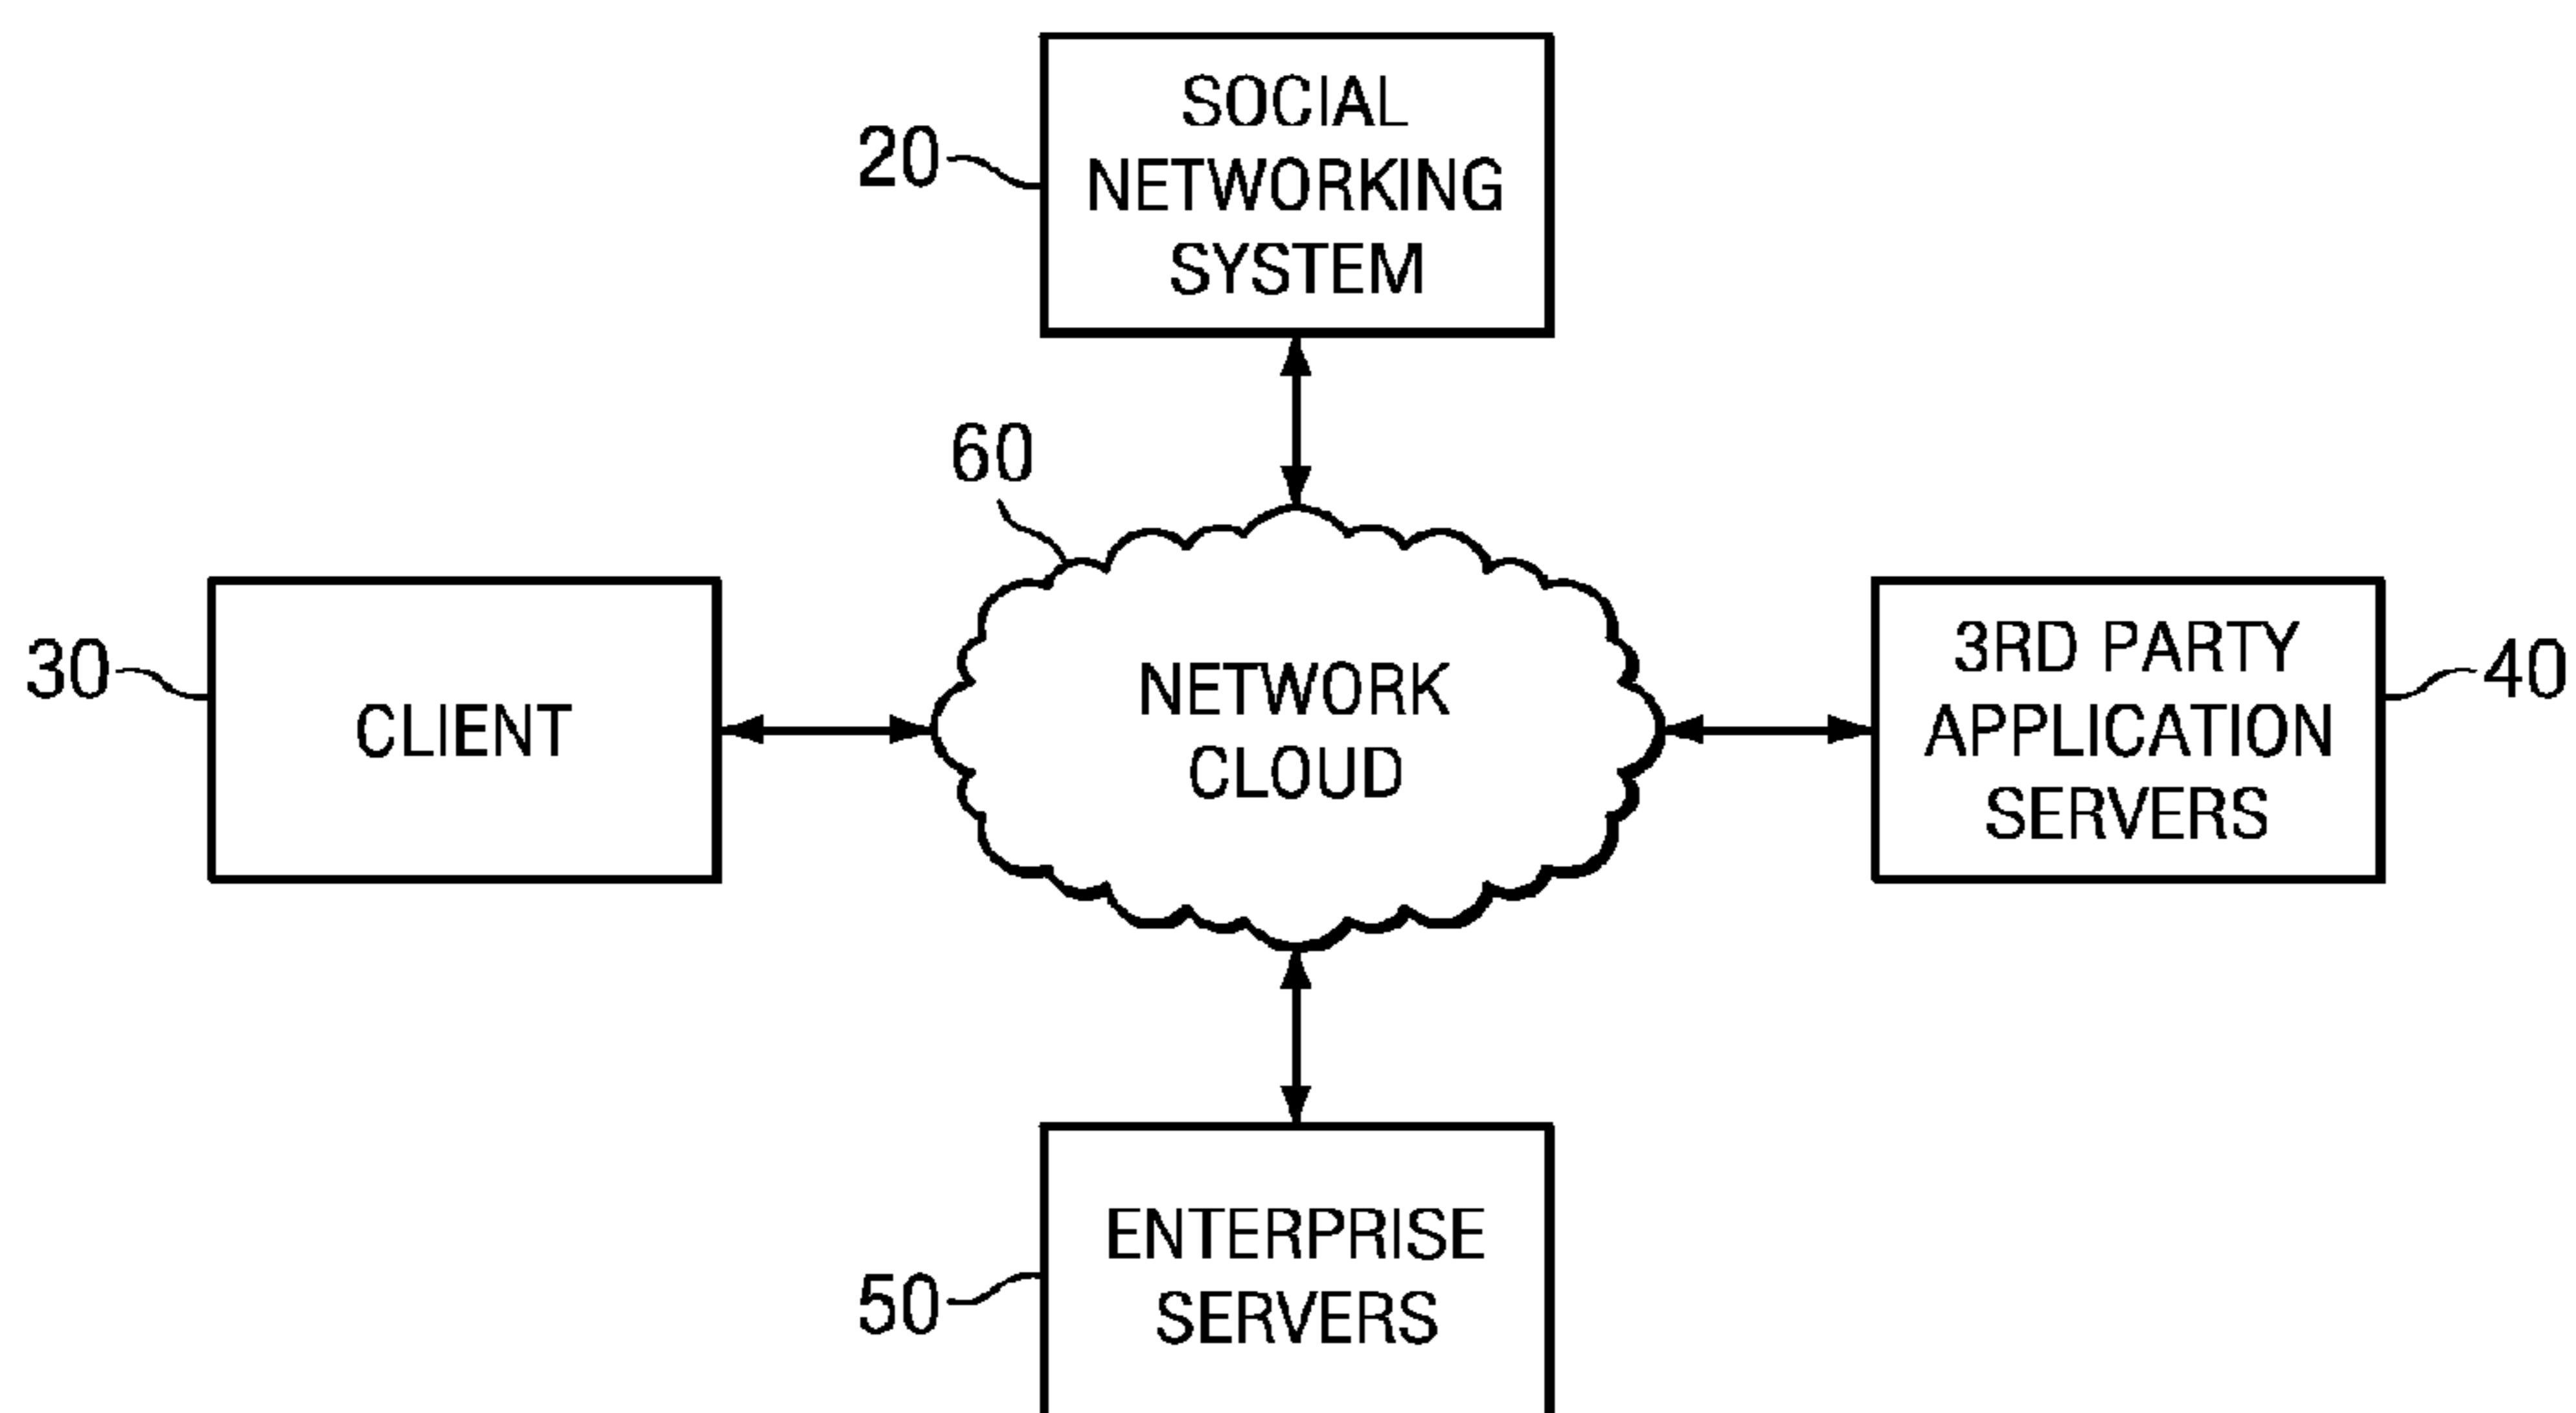 SOCIAL
NETWORKING
SYSTEM
20
60
30
CLIENT
NETWORK
CLOUD
3RD PARTY
APPLICATION
SERVERS
40
ENTERPRISE
SERVERS
50